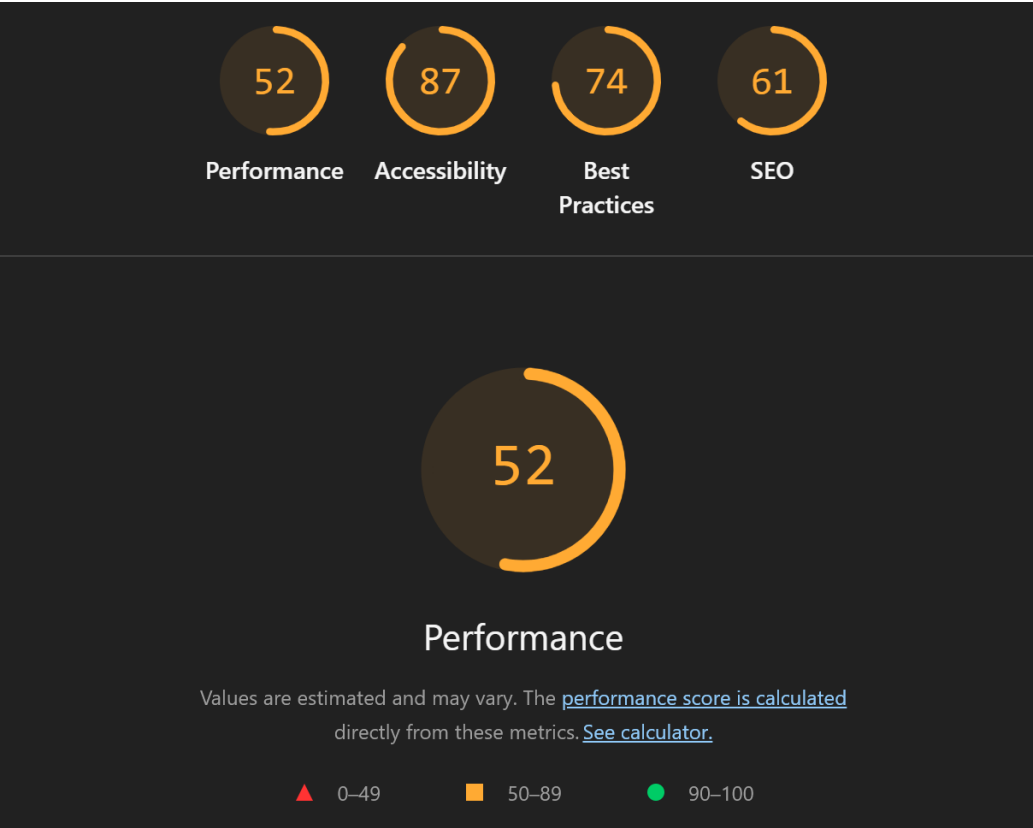 52
87
74
61
Performance
Accessibility
Best
Practices
SEO
52
Performance
Values are estimated and may vary. The performance score is calculated
directly from these metrics. See calculator.
0–49
50–89
90–100